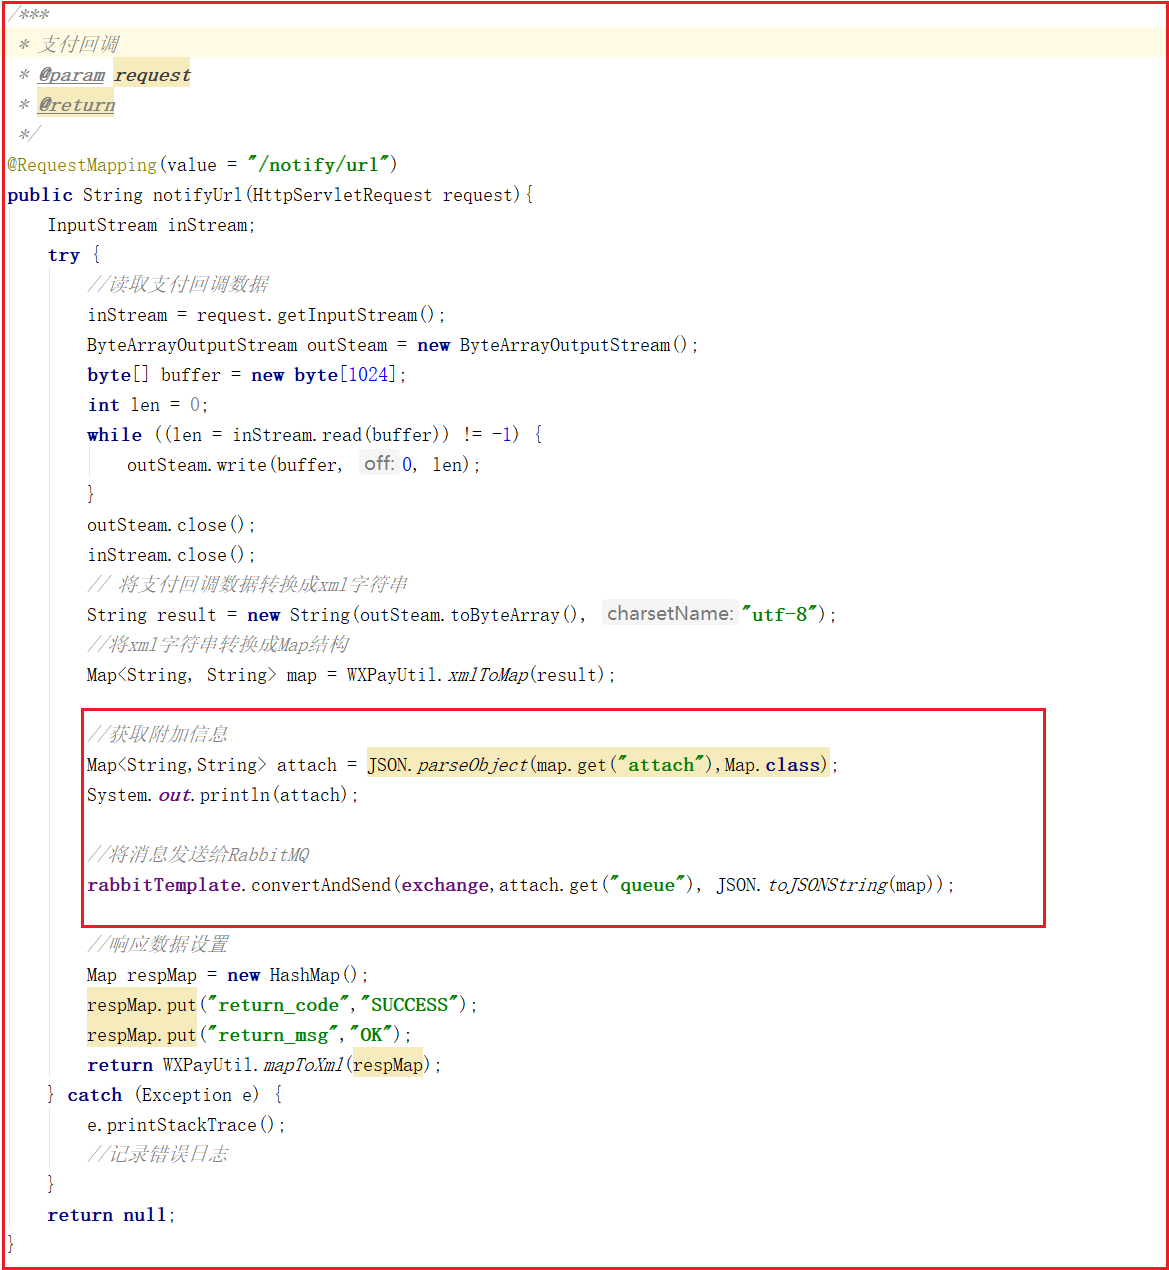 /***
 * 支付回调
 * @param request
 * @return
 */
@RequestMapping(value = "/notify/url")
public String notifyUrl(HttpServletRequest request){
    InputStream inStream;
    try {
        //读取支付回调数据
        inStream = request.getInputStream();
        ByteArrayOutputStream outSteam = new ByteArrayOutputStream();
        byte[] buffer = new byte[1024];
        int len = 0;
        while ((len = inStream.read(buffer)) != -1) {
            outSteam.write(buffer, off: 0, len);
        }
        outSteam.close();
        inStream.close();
        // 将支付回调数据转换成xml字符串
        String result = new String(outSteam.toByteArray(), charsetName: "utf-8");
        //将xml字符串转换成Map结构
        Map<String, String> map = WXPayUtil.xmlToMap(result);
        //获取附加信息
        Map<String,String> attach = JSON.parseObject(map.get("attach"),Map.class);
        System.out.println(attach);
        //将消息发送给RabbitMQ
        rabbitTemplate.convertAndSend(exchange,attach.get("queue"), JSON.toJSONString(map));
        //响应数据设置
        Map respMap = new HashMap();
        respMap.put("return_code","SUCCESS");
        respMap.put("return_msg","OK");
        return WXPayUtil.mapToXml(respMap);
    } catch (Exception e) {
        e.printStackTrace();
        //记录错误日志
    }
    return null;
}